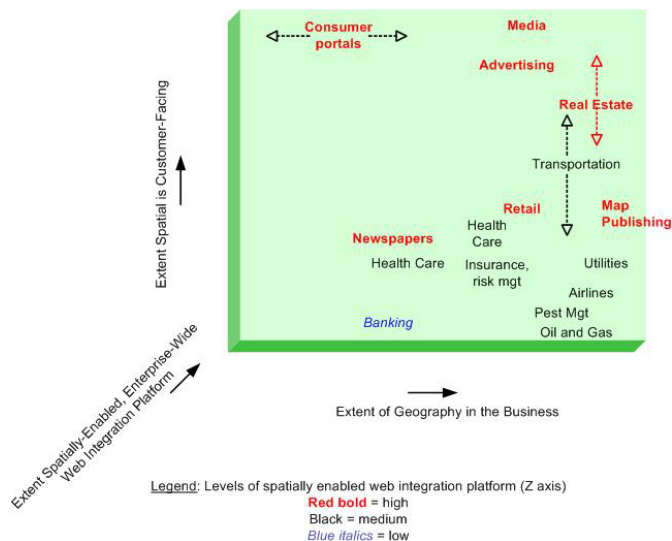 Consumer
portals
Media
Advertising
Real Estate
Transportation
Retail
Map
Publishing
Health
Care
Newspapers
Health Care
Insurance,
risk mgt
Utilities
Airlines
Banking
Pest Mgt
Oil and Gas
Extent Spatial is Customer-Facing
Extent Spatially-Enabled, Enterprise-Wide
Web Integration Platform
Extent of Geography in the Business
Legend: Levels of spatially enabled web integration platform (Z axis)
Red bold = high
Black = medium
Blue italics = low